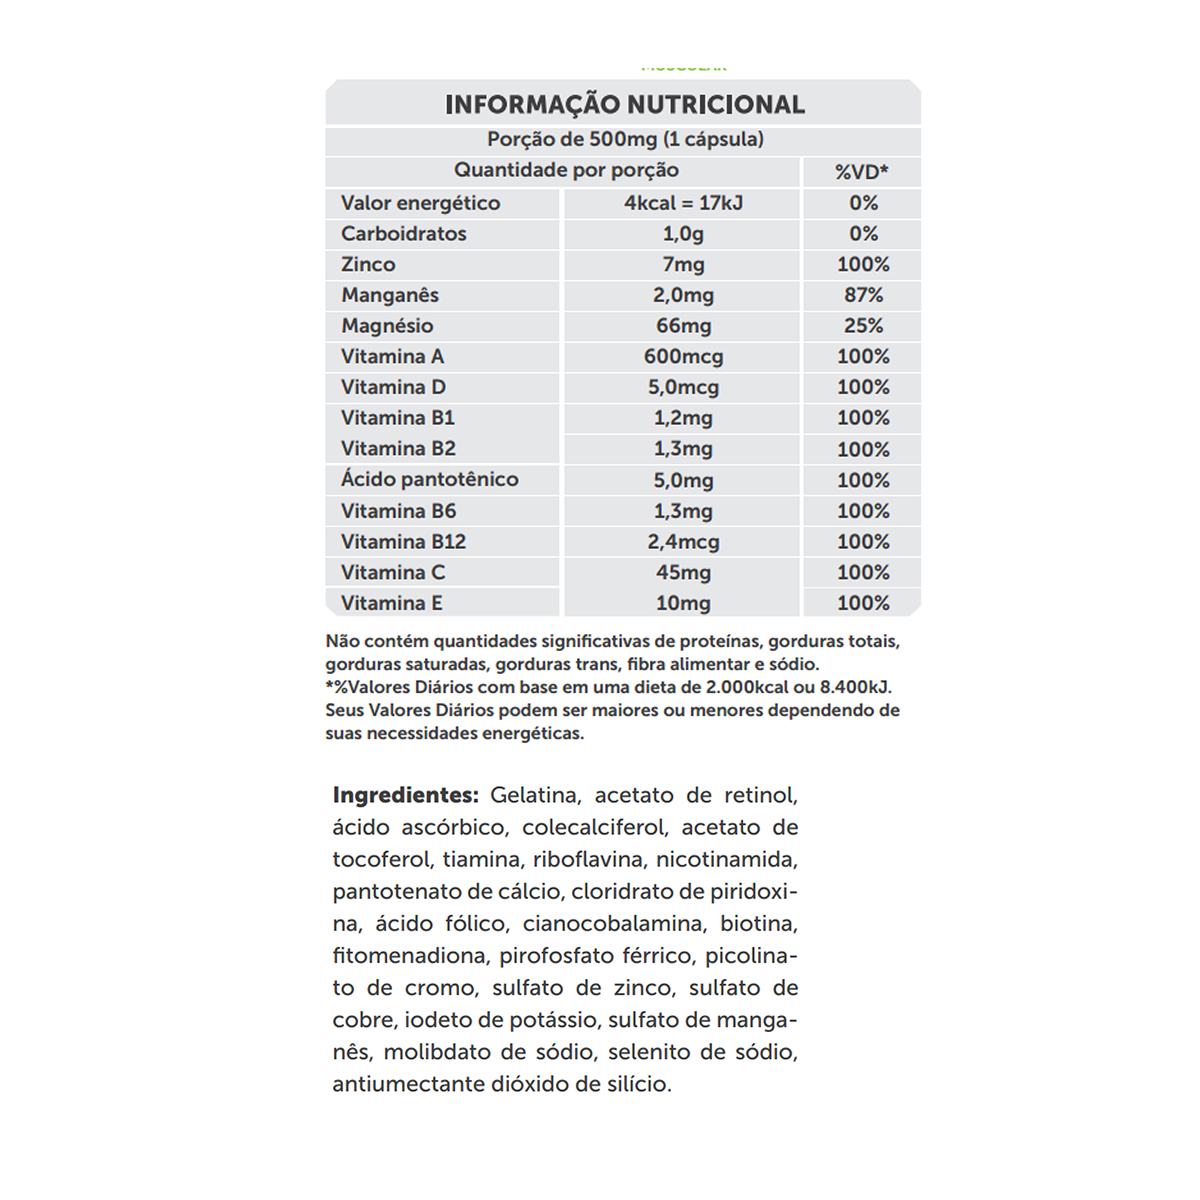 INFORMAÇÃO NUTRICIONAL
Porção de 500mg (1 cápsula)
Quantidade por porção %VD*
Valor energético 4kcal = 17kJ 0%
Carboidratos 1,0g 0%
Zinco 7mg 100%
Manganês 2,0mg 87%
Magnésio 66mg 25%
Vitamina A 600mcg 100%
Vitamina D 5,0mcg 100%
Vitamina B1 1,2mg 100%
Vitamina B2 1,3mg 100%
Ácido pantotênico 5,0mg 100%
Vitamina B6 1,3mg 100%
Vitamina B12 2,4mcg 100%
Vitamina C 45mg 100%
Vitamina E 10mg 100%
Não contém quantidades significativas de proteínas, gorduras totais,
gorduras saturadas, gorduras trans, fibra alimentar e sódio.
*%Valores Diários com base em uma dieta de 2.000kcal ou 8.400kJ.
Seus Valores Diários podem ser maiores ou menores dependendo de
suas necessidades energéticas.
Ingredientes: Gelatina, acetato de retinol,
ácido ascórbico, colecalciferol, acetato de
tocoferol, tiamina, riboflavina, nicotinamida,
pantotenato de cálcio, cloridrato de piridoxi-
na, ácido fólico, cianocobalamina, biotina,
fitomenadiona, pirofosfato férrico, picolina-
to de cromo, sulfato de zinco, sulfato de
cobre, iodeto de potássio, sulfato de manga-
nês, molibdato de sódio, selenito de sódio,
antiumectante dióxido de silício.